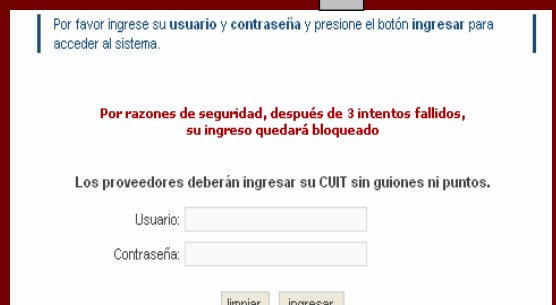 Por favor ingrese su usuario y contraseña y presione el botón ingresar para
acceder al sistema.
Por razones de seguridad, después de 3 intentos fallidos,
su ingreso quedará bloqueado
Los proveedores deberán ingresar su CUIT sin guiones ni puntos.
Usuario:
Contraseña:
limpiar ingresar